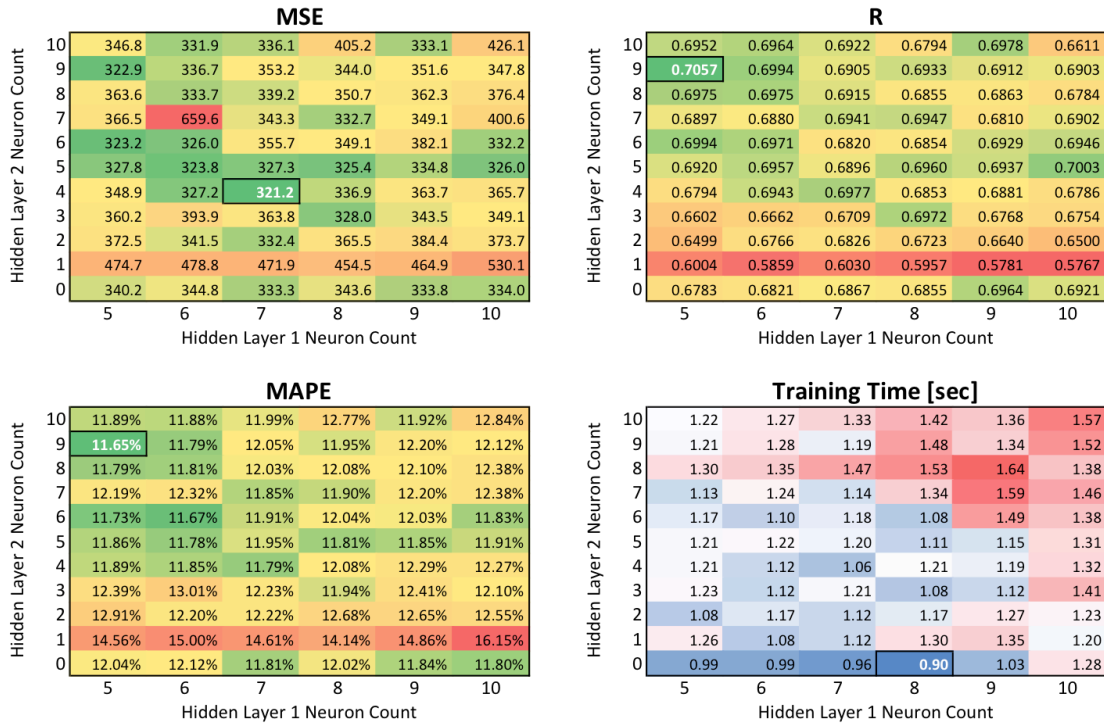 MSE
Hidden Layer 2 Neuron Count
10 346.8 331.9 336.1 405.2 333.1 426.1
9 322.9 336.7 353.2 344.0 351.6 347.8
8 363.6 333.7 339.2 350.7 362.3 376.4
7 366.5 659.6 343.3 332.7 349.1 400.6
6 323.2 326.0 355.7 349.1 382.1 332.2
5 327.8 323.8 327.3 325.4 334.8 326.0
4 348.9 327.2 321.2 336.9 363.7 365.7
3 360.2 393.9 363.8 328.0 343.5 349.1
2 372.5 341.5 332.4 365.5 384.4 373.7
1 474.7 478.8 471.9 454.5 464.9 530.1
0 340.2 344.8 333.3 343.6 333.8 334.0
5 6 7 8 9 10
Hidden Layer 1 Neuron Count
R
Hidden Layer 2 Neuron Count
10 0.6952 0.6964 0.6922 0.6794 0.6978 0.6611
9 0.7057 0.6994 0.6905 0.6933 0.6912 0.6903
8 0.6975 0.6975 0.6915 0.6855 0.6863 0.6784
7 0.6897 0.6880 0.6941 0.6947 0.6810 0.6902
6 0.6994 0.6971 0.6820 0.6854 0.6929 0.6946
5 0.6920 0.6957 0.6896 0.6960 0.6937 0.7003
4 0.6794 0.6943 0.6977 0.6853 0.6881 0.6786
3 0.6602 0.6662 0.6709 0.6972 0.6768 0.6754
2 0.6499 0.6766 0.6826 0.6723 0.6640 0.6500
1 0.6004 0.5859 0.6030 0.5957 0.5781 0.5767
0 0.6783 0.6821 0.6867 0.6855 0.6964 0.6921
5 6 7 8 9 10
Hidden Layer 1 Neuron Count
MAPE
Hidden Layer 2 Neuron Count
10 11.89% 11.88% 11.99% 12.77% 11.92% 12.84%
9 11.65% 11.79% 12.05% 11.95% 12.20% 12.12%
8 11.79% 11.81% 12.03% 12.08% 12.10% 12.38%
7 12.19% 12.32% 11.85% 11.90% 12.20% 12.38%
6 11.73% 11.67% 11.91% 12.04% 12.03% 11.83%
5 11.86% 11.78% 11.95% 11.81% 11.85% 11.91%
4 11.89% 11.85% 11.79% 12.08% 12.29% 12.27%
3 12.39% 13.01% 12.23% 11.94% 12.41% 12.10%
2 12.91% 12.20% 12.22% 12.68% 12.65% 12.55%
1 14.56% 15.00% 14.61% 14.14% 14.86% 16.15%
0 12.04% 12.12% 11.81% 12.02% 11.84% 11.80%
5 6 7 8 9 10
Hidden Layer 1 Neuron Count
Training Time [sec]
Hidden Layer 2 Neuron Count
10 1.22 1.27 1.33 1.42 1.36 1.57
9 1.21 1.28 1.19 1.48 1.34 1.52
8 1.30 1.35 1.47 1.53 1.64 1.38
7 1.13 1.24 1.14 1.34 1.59 1.46
6 1.17 1.10 1.18 1.08 1.49 1.38
5 1.21 1.22 1.20 1.11 1.15 1.31
4 1.21 1.12 1.06 1.21 1.19 1.32
3 1.23 1.12 1.21 1.08 1.12 1.41
2 1.08 1.17 1.12 1.17 1.27 1.23
1 1.26 1.08 1.12 1.30 1.35 1.20
0 0.99 0.99 0.96 0.90 1.03 1.28
5 6 7 8 9 10
Hidden Layer 1 Neuron Count